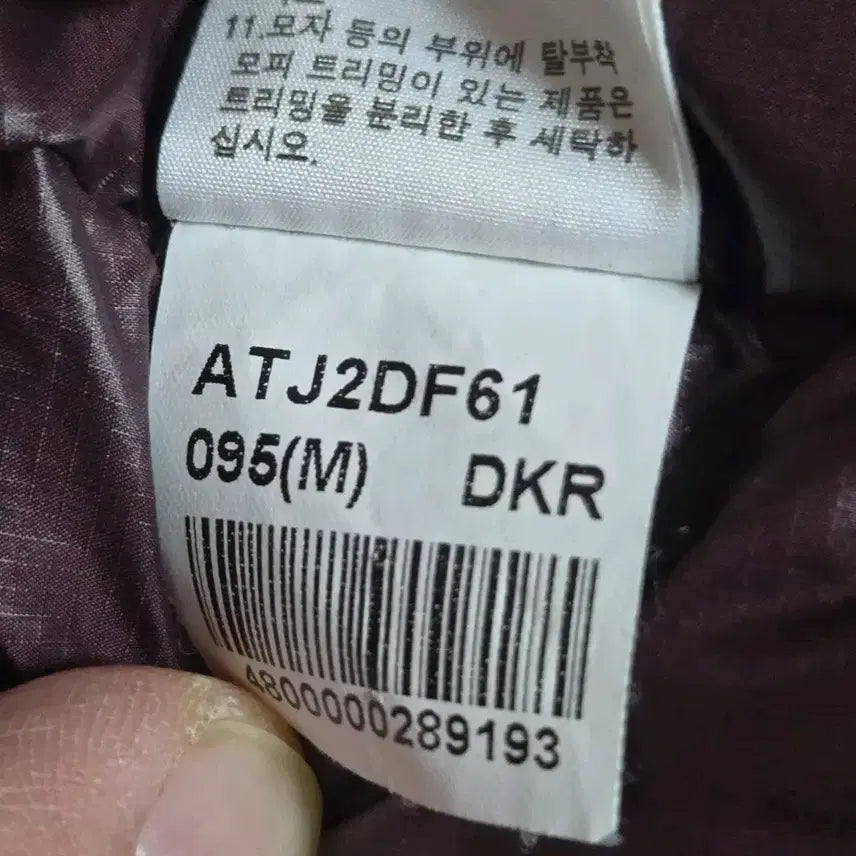 11.모자 등의 부위에 탈부착
모피 트리밍이 있는 제품은
트리밍을 분리한 후 세탁하
십시오.
ATJ2DF61
095(M) DKR
4800000289193